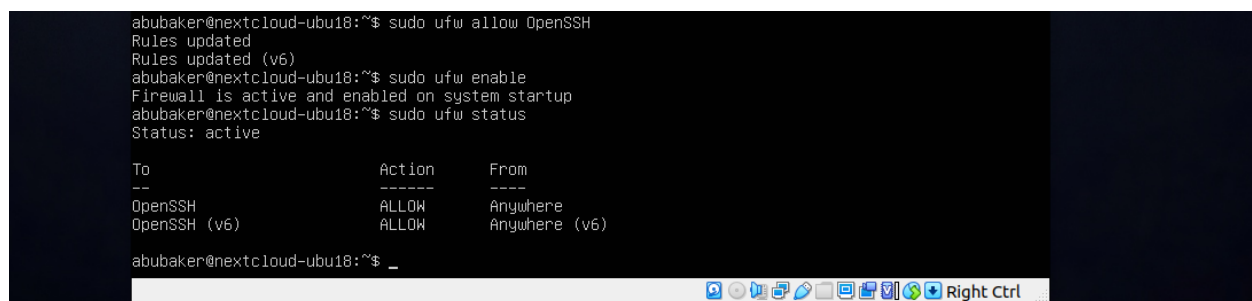 abubaker@nextcloud-ubu18:~$ sudo ufw allow OpenSSH
Rules updated
Rules updated (v6)
abubaker@nextcloud-ubu18:~$ sudo ufw enable
Firewall is active and enabled on system startup
abubaker@nextcloud-ubu18:~$ sudo ufw status
Status: active
To Action From
-- ------ ----
OpenSSH ALLOW Anywhere
OpenSSH (v6) ALLOW Anywhere (v6)
abubaker@nextcloud-ubu18:~$ _
Right Ctrl